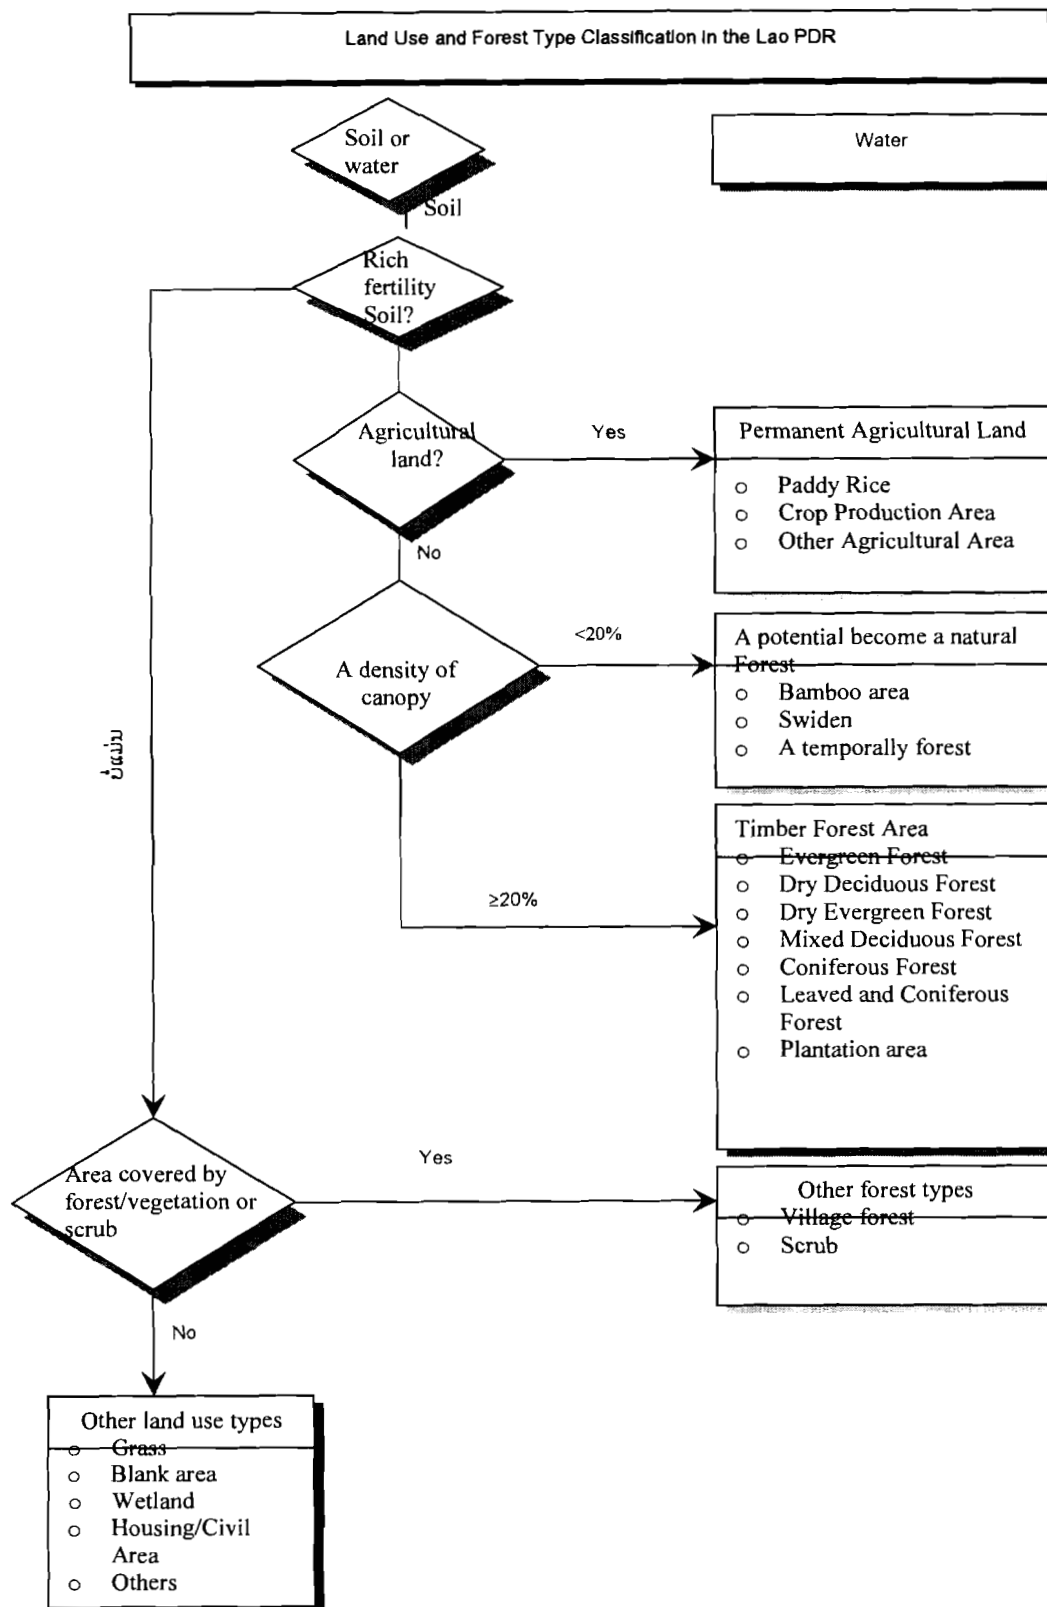 Land Use and Forest Type Classification in the Lao PDR
Soil or
water
Water
Soil
Rich
fertility
Soil?
Agricultural
land?
Yes
Permanent Agricultural Land
o Paddy Rice
o Crop Production Area
o Other Agricultural Area
No
A density of
canopy
<20%
A potential become a natural
Forest
o Bamboo area
o Swiden
o A temporally forest
ບໍ່ແມ່ນ
≥20%
Timber Forest Area
o Evergreen Forest
o Dry Deciduous Forest
o Dry Evergreen Forest
o Mixed Deciduous Forest
o Coniferous Forest
o Leaved and Coniferous
Forest
o Plantation area
Area covered by
forest/vegetation or
scrub
Yes
Other forest types
o Village forest
o Scrub
No
Other land use types
o Grass
o Blank area
o Wetland
o Housing/Civil
Area
o Others